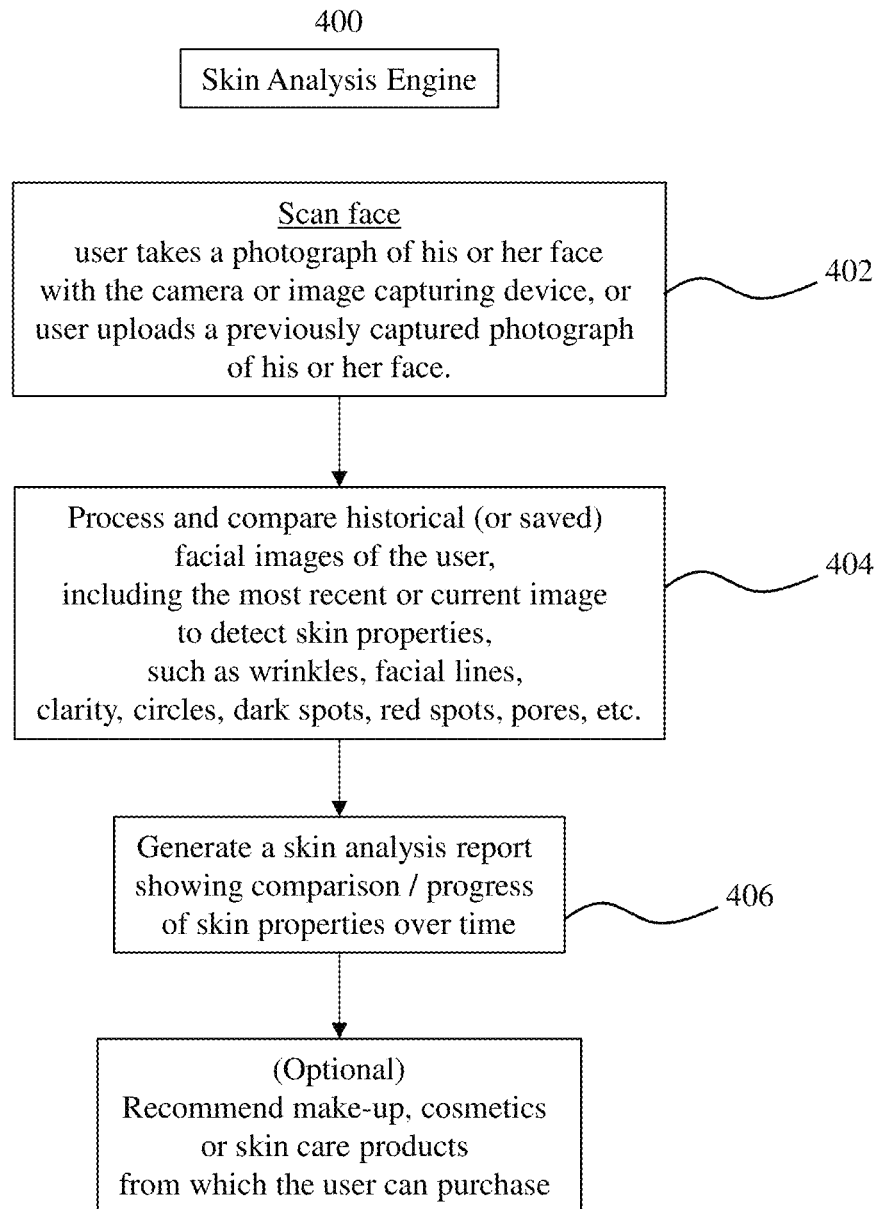 400
Skin Analysis Engine
Scan face
user takes a photograph of his or her face
with the camera or image capturing device, or
user uploads a previously captured photograph
of his or her face.
402
Process and compare historical (or saved)
facial images of the user,
including the most recent or current image
to detect skin properties,
such as wrinkles, facial lines,
clarity, circles, dark spots, red spots, pores, etc.
404
Generate a skin analysis report
showing comparison / progress
of skin properties over time
406
(Optional)
Recommend make-up, cosmetics
or skin care products
from which the user can purchase